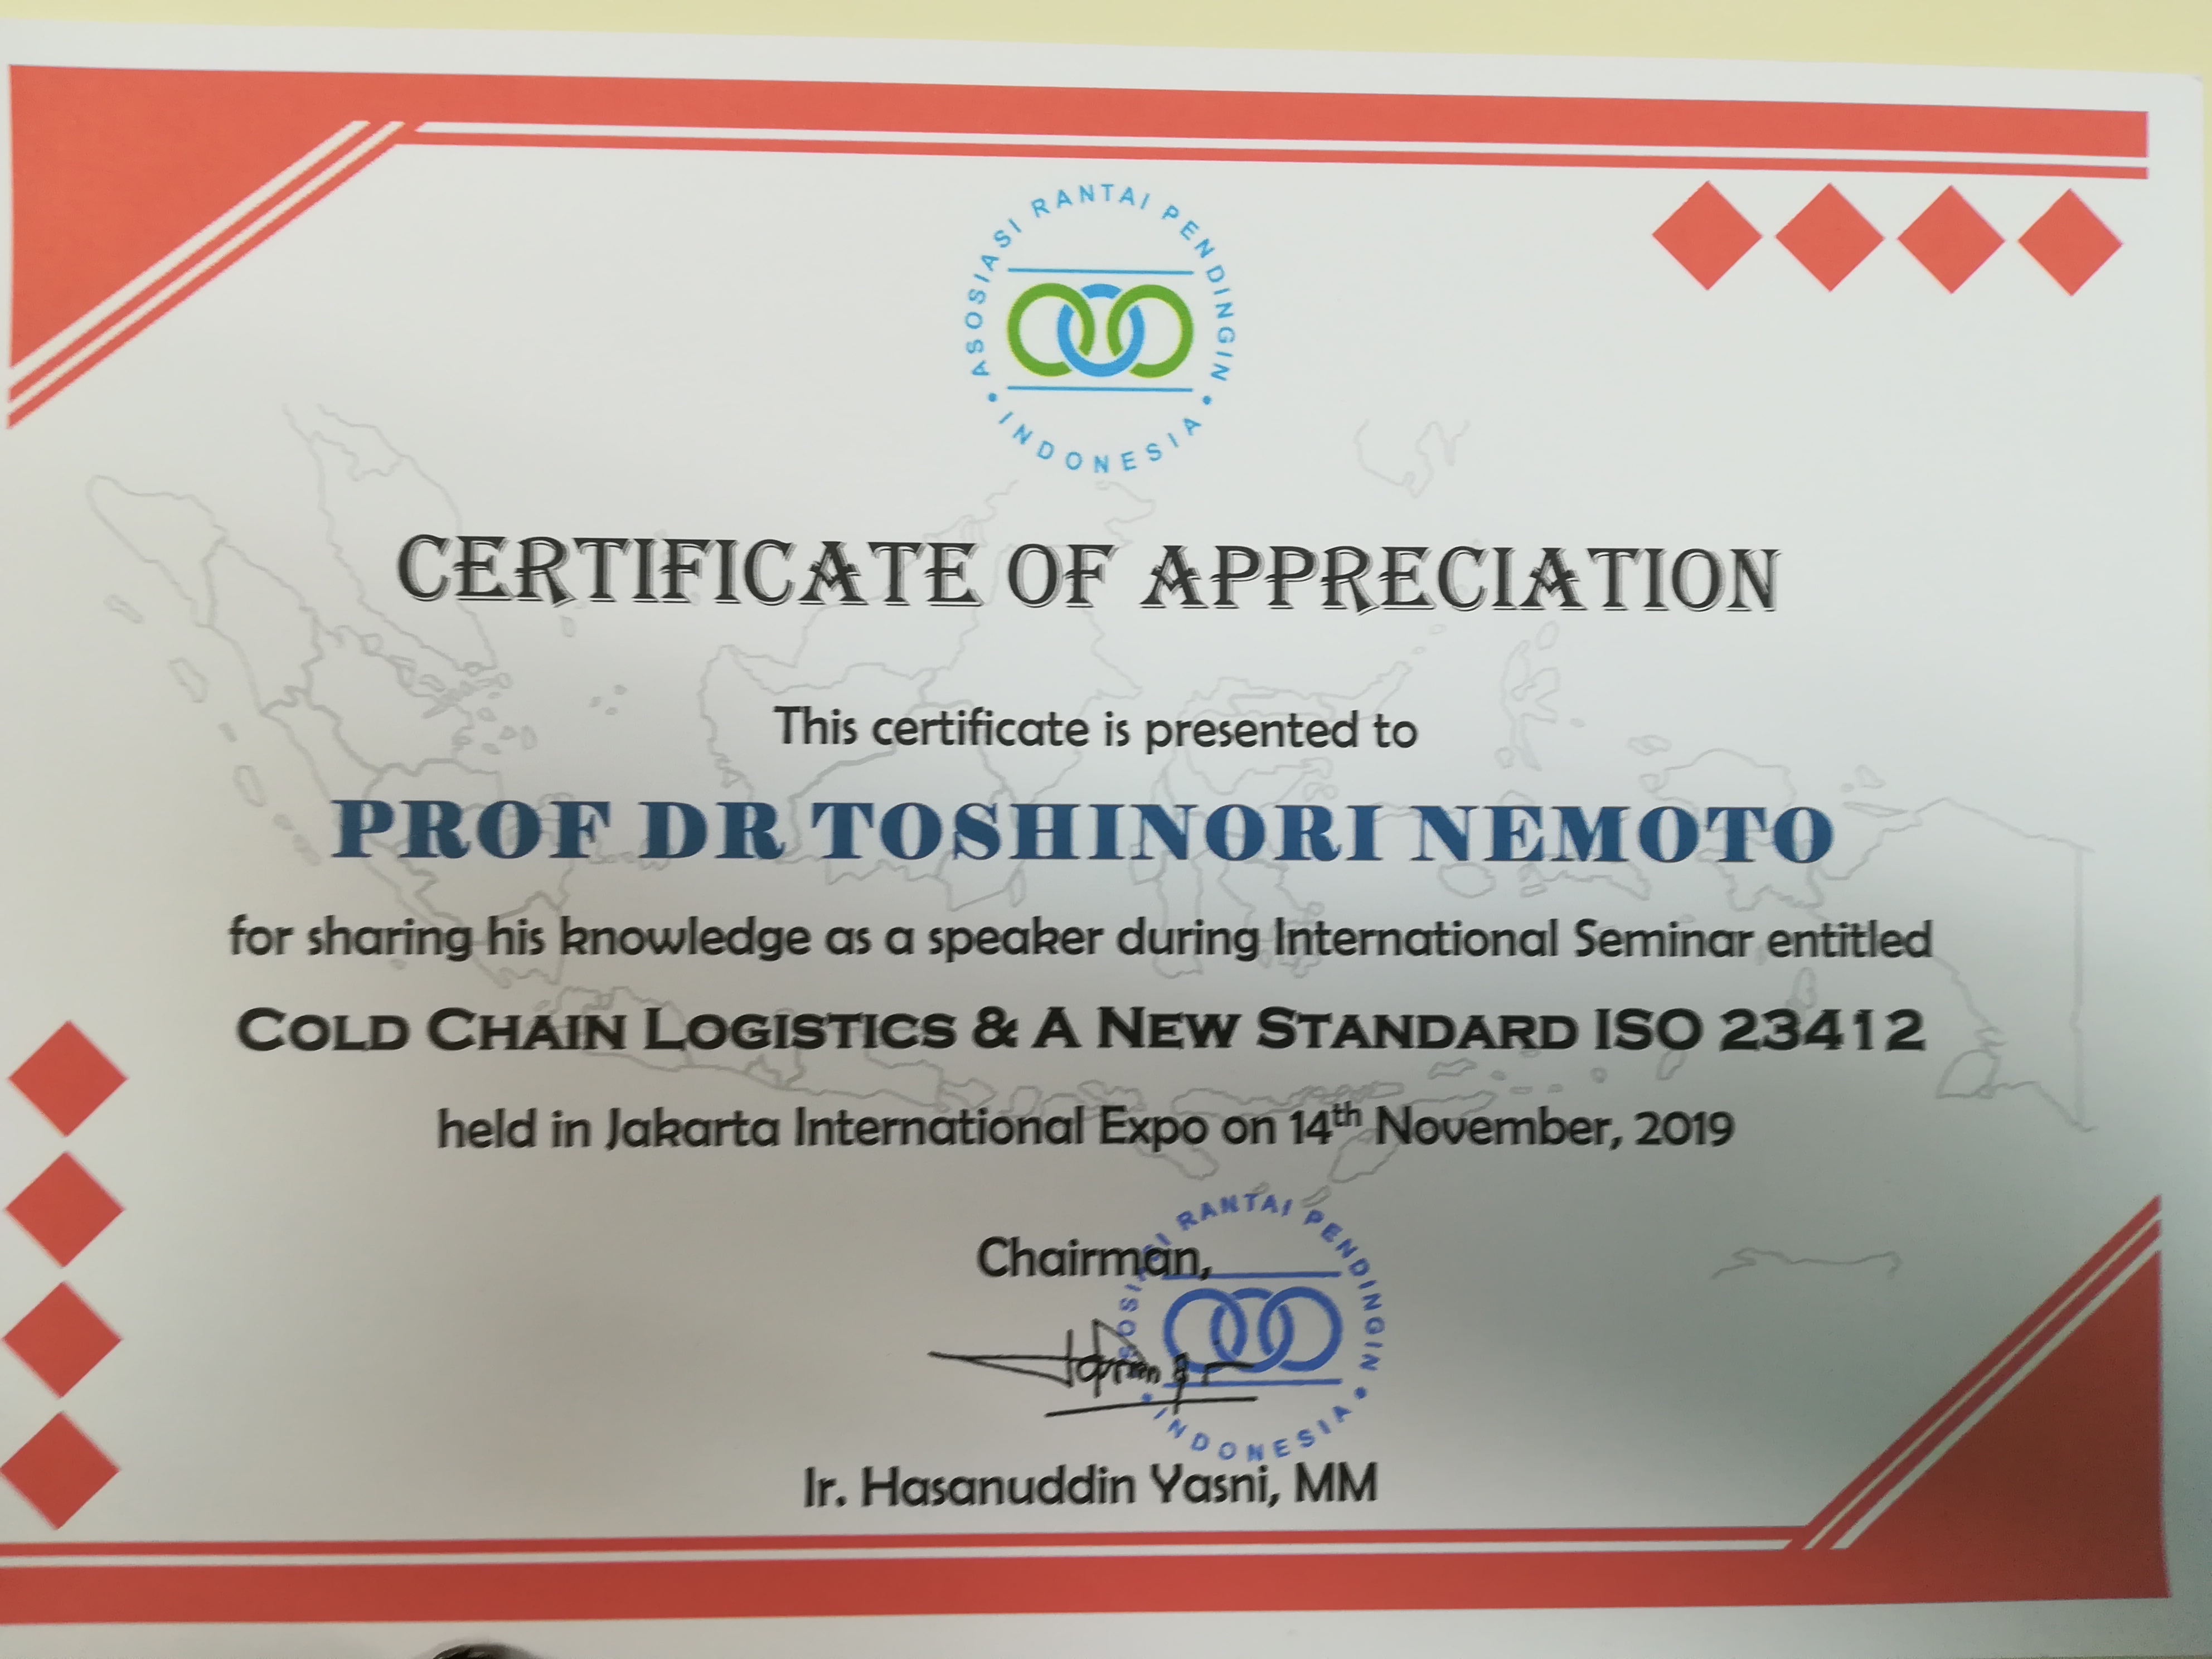 ASOSIASI RANTAI PENDINGIN
• INDONESIA •
CERTIFICATE OF APPRECIATION
This certificate is presented to
PROF DR TOSHINORI NEMOTO
for sharing his knowledge as a speaker during International Seminar entitled
COLD CHAIN LOGISTICS & A NEW STANDARD ISO 23412
held in Jakarta International Expo on 14th November, 2019
Chairman,
ASOSIASI RANTAI PENDINGIN
• INDONESIA •
Ir. Hasanuddin Yasni, MM